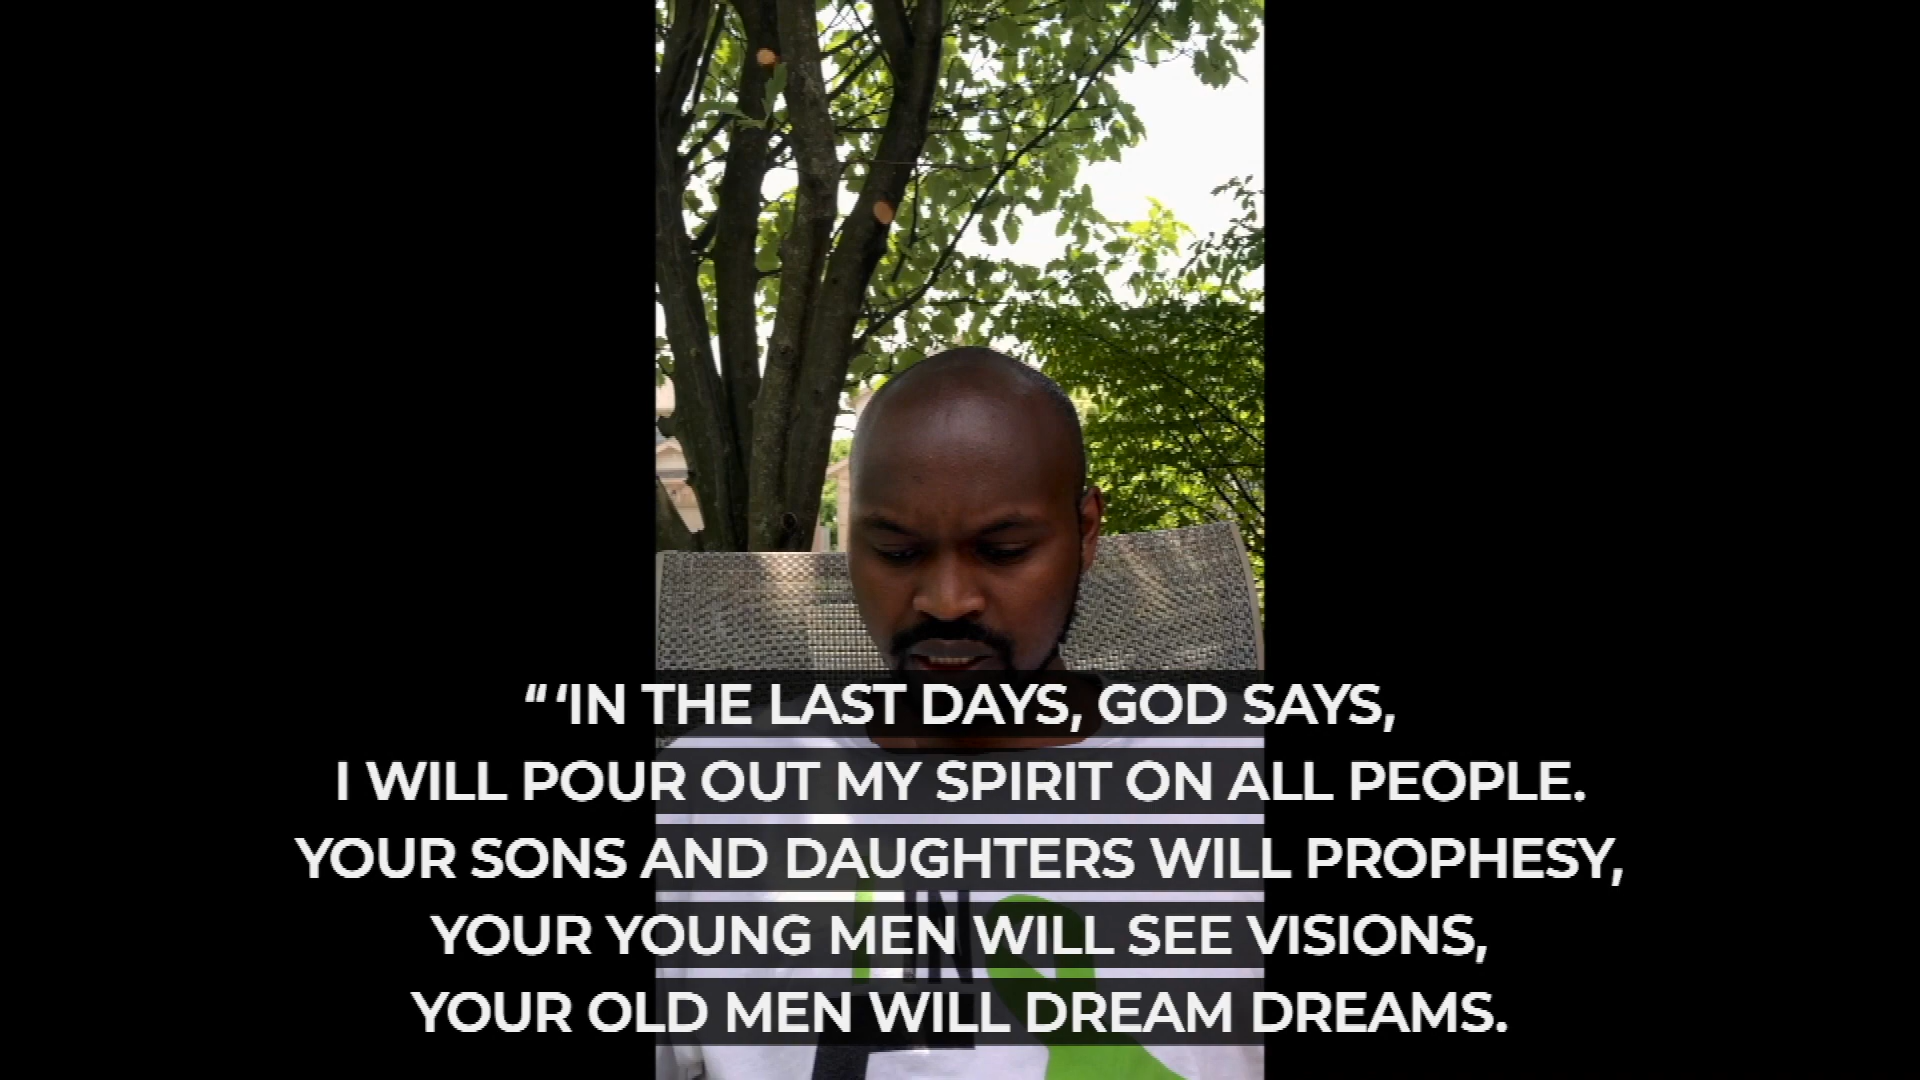 “ ‘IN THE LAST DAYS, GOD SAYS,
I WILL POUR OUT MY SPIRIT ON ALL PEOPLE.
YOUR SONS AND DAUGHTERS WILL PROPHESY,
YOUR YOUNG MEN WILL SEE VISIONS,
YOUR OLD MEN WILL DREAM DREAMS.
IN